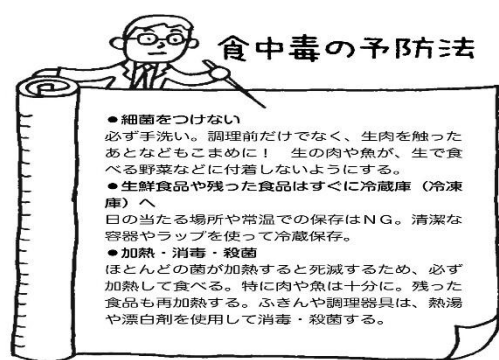 食中毒の予防法
●細菌をつけない
必ず手洗い。調理前だけでなく、生肉を触った
あとなどもこまめに！　生の肉や魚が、生で食
べる野菜などに付着しないようにする。
●生鮮食品や残った食品はすぐに冷蔵庫（冷凍
庫）へ
日の当たる場所や常温での保存はＮＧ。清潔な
容器やラップを使って冷蔵保存。
●加熱・消毒・殺菌
ほとんどの菌が加熱すると死滅するため、必ず
加熱して食べる。特に肉や魚は十分に。残った
食品も再加熱する。ふきんや調理器具は、熱湯
や漂白剤を使用して消毒・殺菌する。